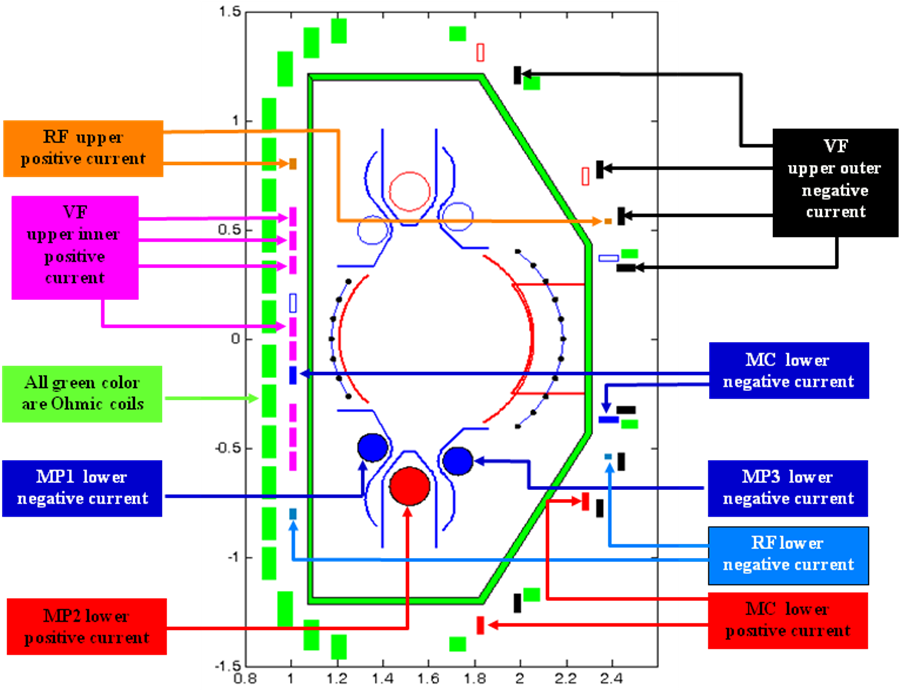 1.5
1
0.5
0
-0.5
-1
-1.5
0.8
1
1.2
1.4
1.6
1.8
2
2.2
2.4
RF upper
positive current
VF
upper inner
positive
current
All green color
are Ohmic coils
MP1 lower
negative current
MP2 lower
positive current
VF
upper outer
negative
current
MC lower
negative current
MP3 lower
negative current
RF lower
negative current
MC lower
positive current